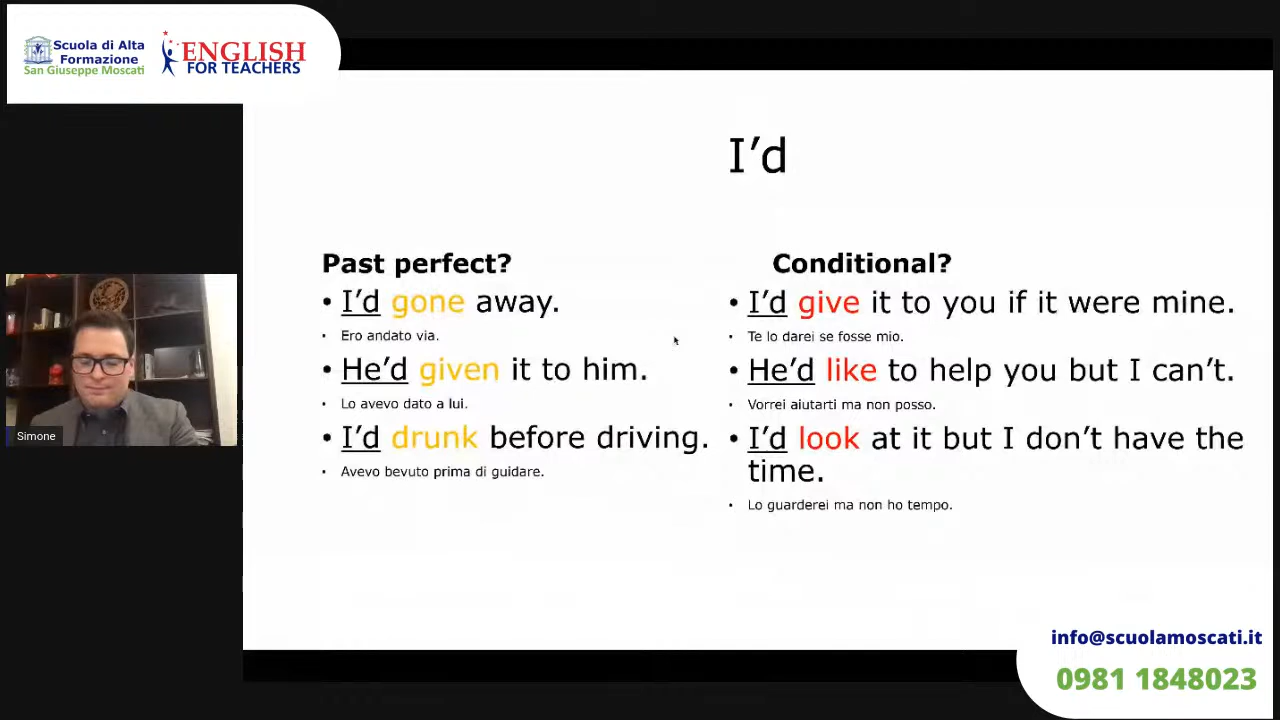 Scuola di Alta
Formazione
San Giuseppe Moscati
ENGLISH
FOR TEACHERS
I’d
Past perfect?
• I’d gone away.
• Ero andato via.
• He’d given it to him.
• Lo avevo dato a lui.
• I’d drunk before driving.
• Avevo bevuto prima di guidare.
Conditional?
• I’d give it to you if it were mine.
• Te lo darei se fosse mio.
• He’d like to help you but I can’t.
• Vorrei aiutarti ma non posso.
• I’d look at it but I don’t have the
time.
• Lo guarderei ma non ho tempo.
Simone
info@scuolamoscati.it
0981 1848023